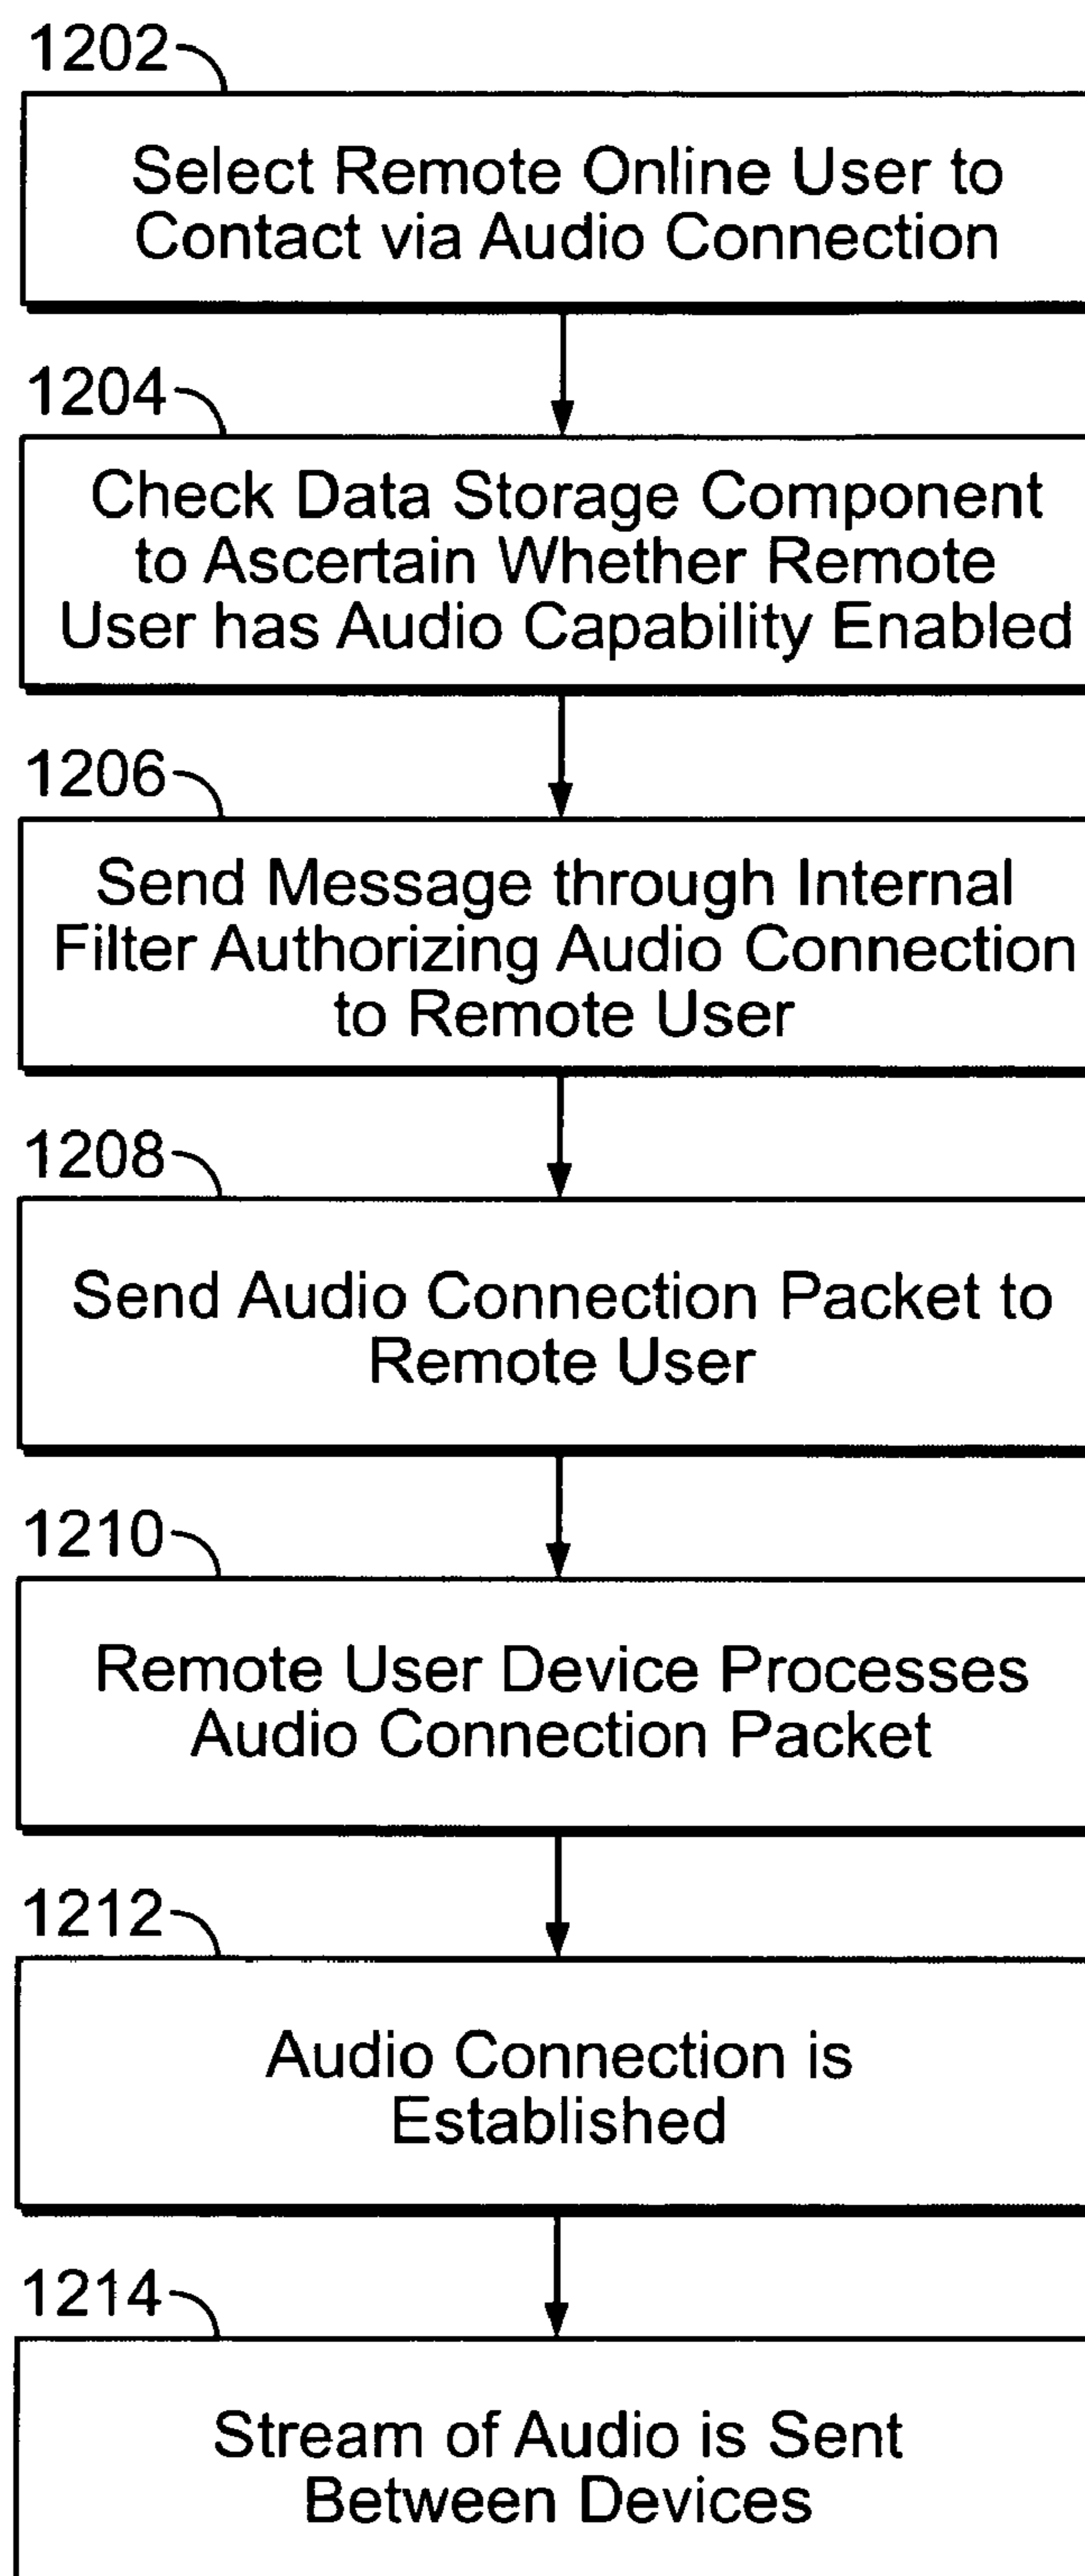 1202
Select Remote Online User to
Contact via Audio Connection
1204
Check Data Storage Component
to Ascertain Whether Remote
User has Audio Capability Enabled
1206
Send Message through Internal
Filter Authorizing Audio Connection
to Remote User
1208
Send Audio Connection Packet to
Remote User
1210
Remote User Device Processes
Audio Connection Packet
1212
Audio Connection is
Established
1214
Stream of Audio is Sent
Between Devices